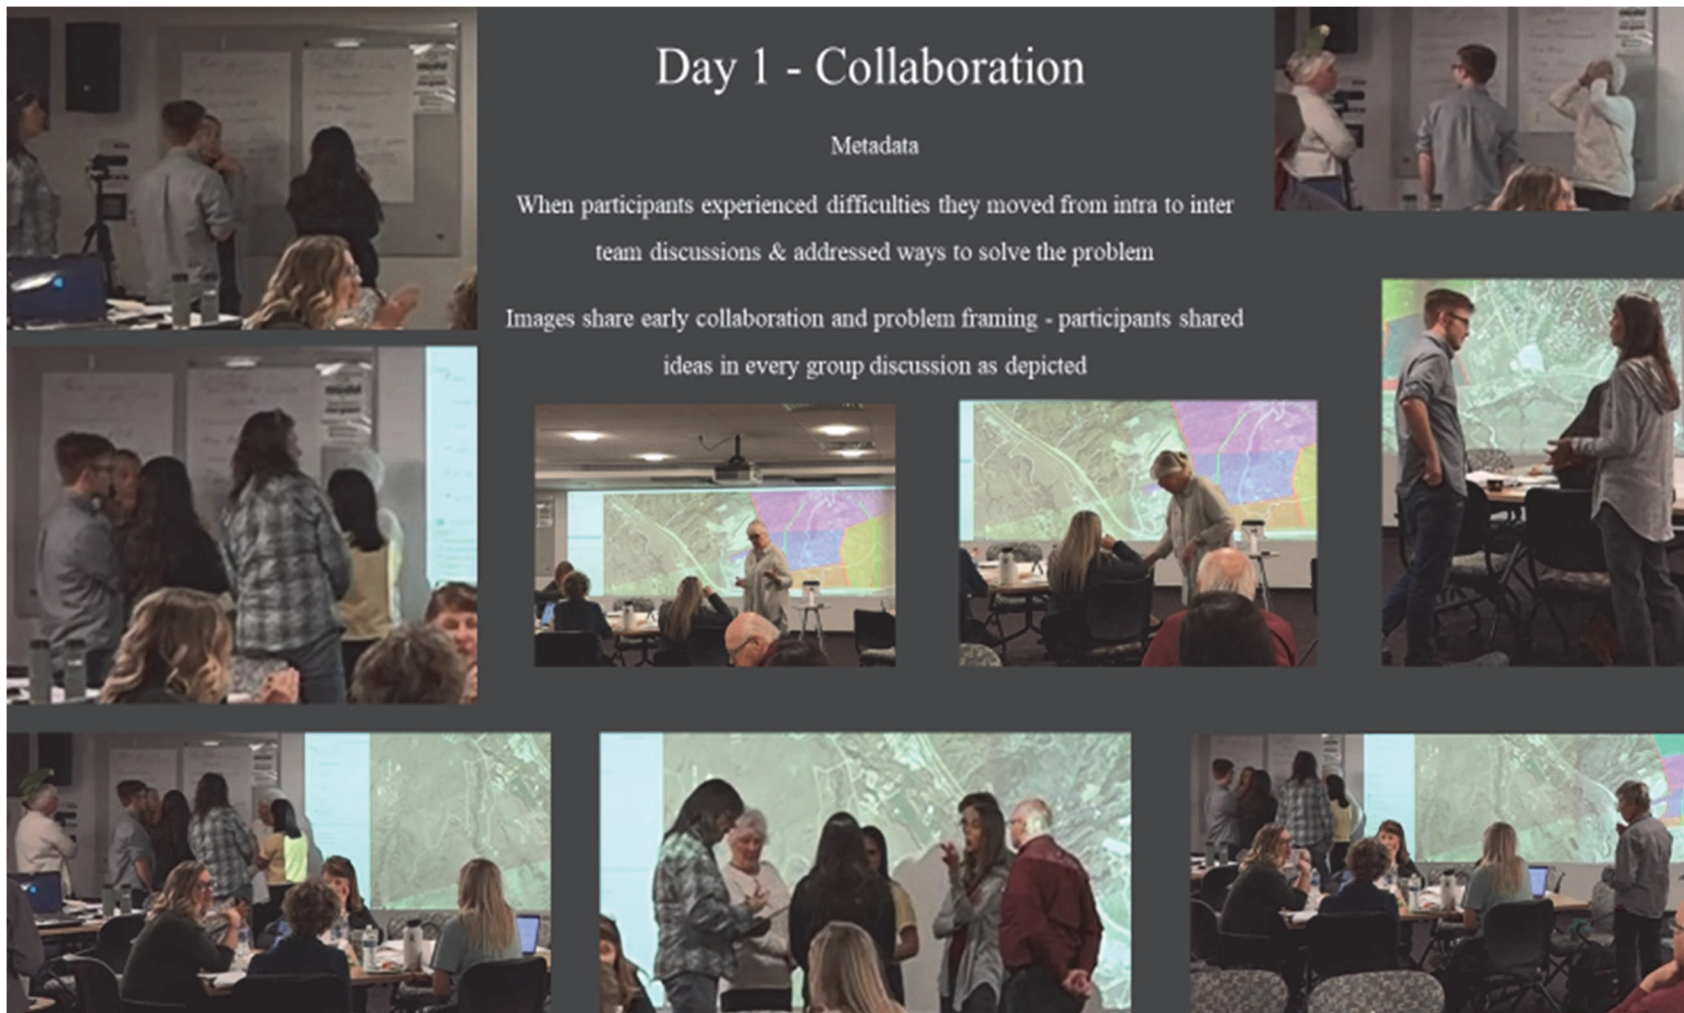 Day 1 - Collaboration
Metadata
When participants experienced difficulties they moved from intra to inter
team discussions & addressed ways to solve the problem
Images share early collaboration and problem framing - participants shared
ideas in every group discussion as depicted